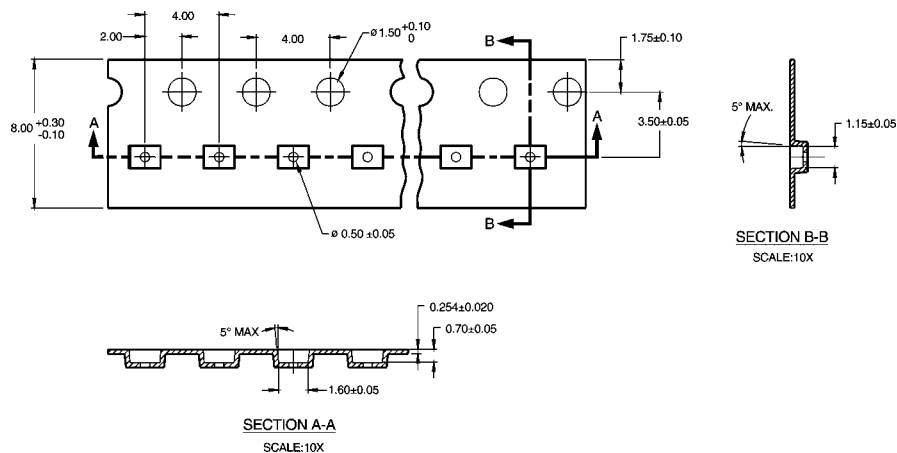 4.00
2.00
4.00
ø1.50 +0.10 0
B
1.75±0.10
8.00 +0.30 -0.10
A
A
3.50±0.05
5° MAX.
1.15±0.05
ø 0.50 ±0.05
B
SECTION B-B
SCALE:10X
5° MAX
0.254±0.020
0.70±0.05
1.60±0.05
SECTION A-A
SCALE:10X